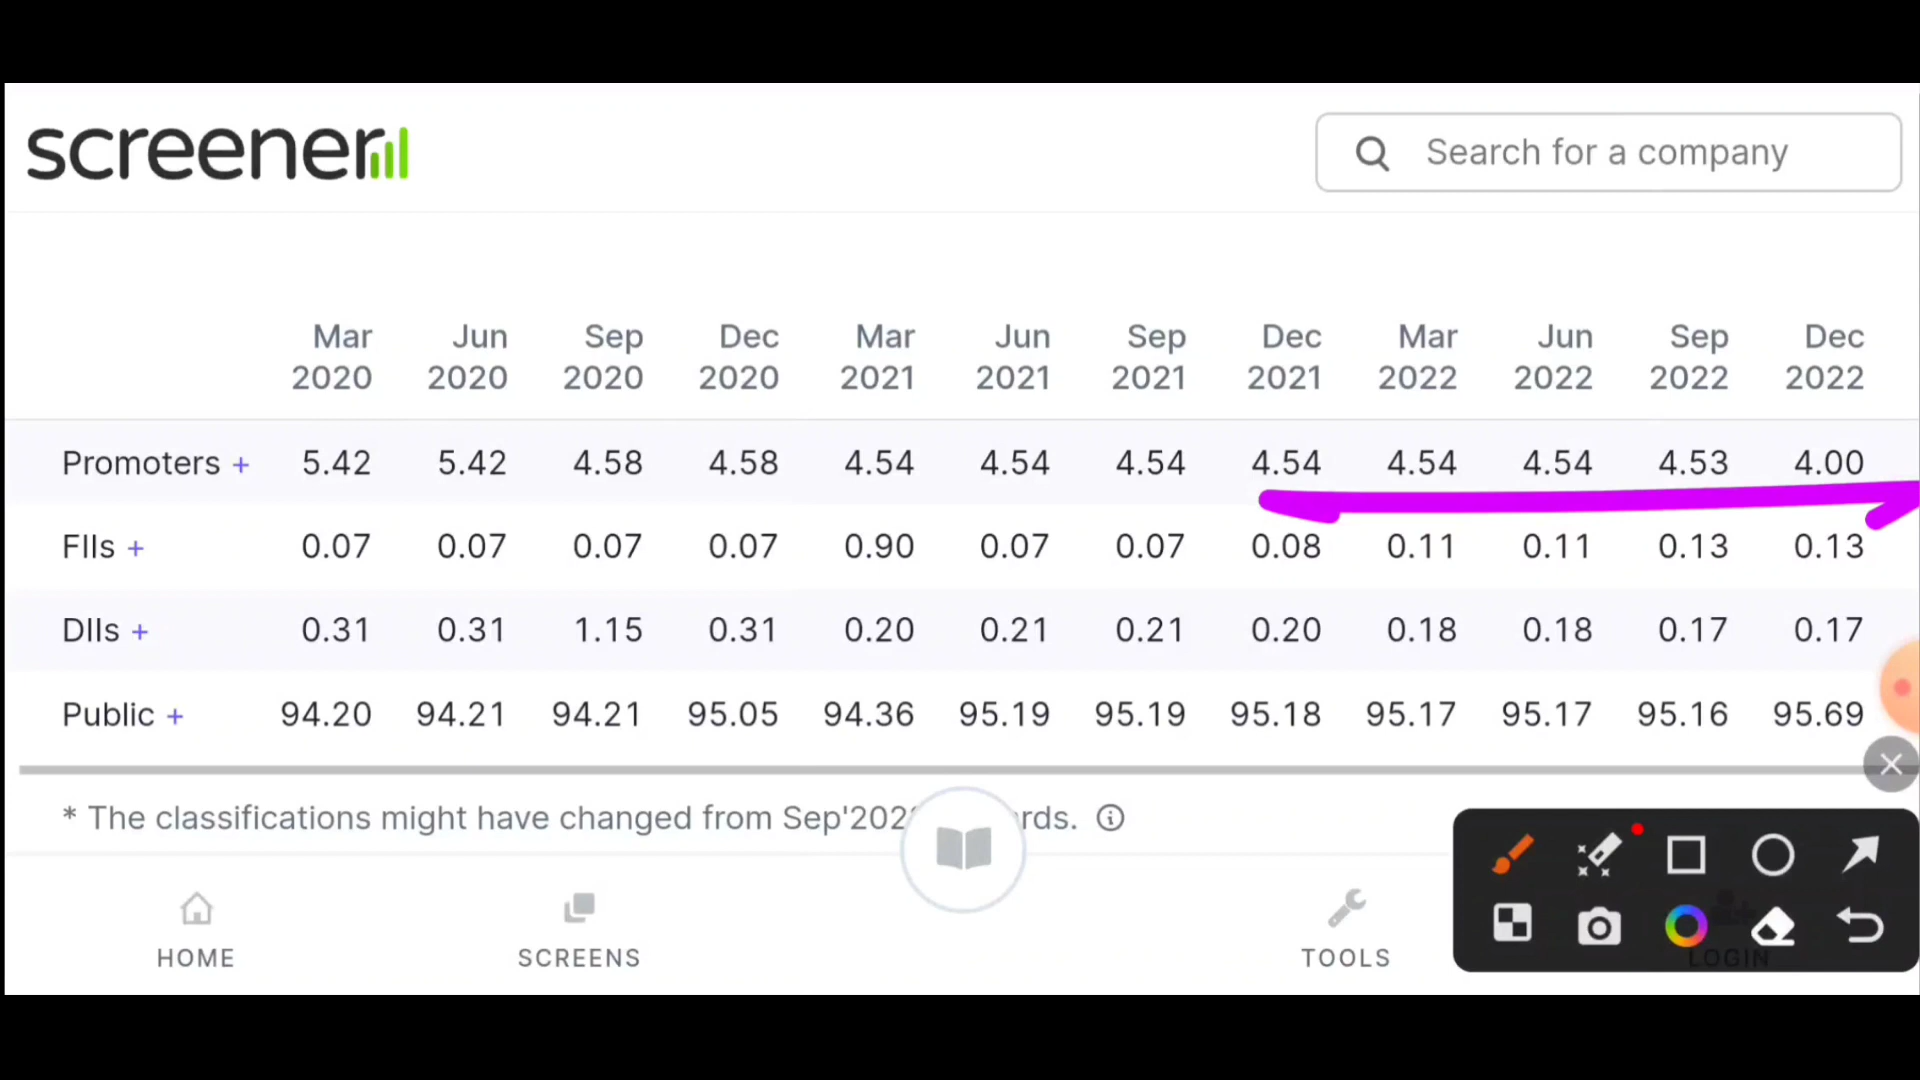 screener
Search for a company
Mar 2020 Jun 2020 Sep 2020 Dec 2020 Mar 2021 Jun 2021 Sep 2021 Dec 2021 Mar 2022 Jun 2022 Sep 2022 Dec 2022
Promoters + 5.42 5.42 4.58 4.58 4.54 4.54 4.54 4.54 4.54 4.54 4.53 4.00
FIIs + 0.07 0.07 0.07 0.07 0.90 0.07 0.07 0.08 0.11 0.11 0.13 0.13
DIIs + 0.31 0.31 1.15 0.31 0.20 0.21 0.21 0.20 0.18 0.18 0.17 0.17
Public + 94.20 94.21 94.21 95.05 94.36 95.19 95.19 95.18 95.17 95.17 95.16 95.69
* The classifications might have changed from
HOME SCREENS TOOLS LOGIN